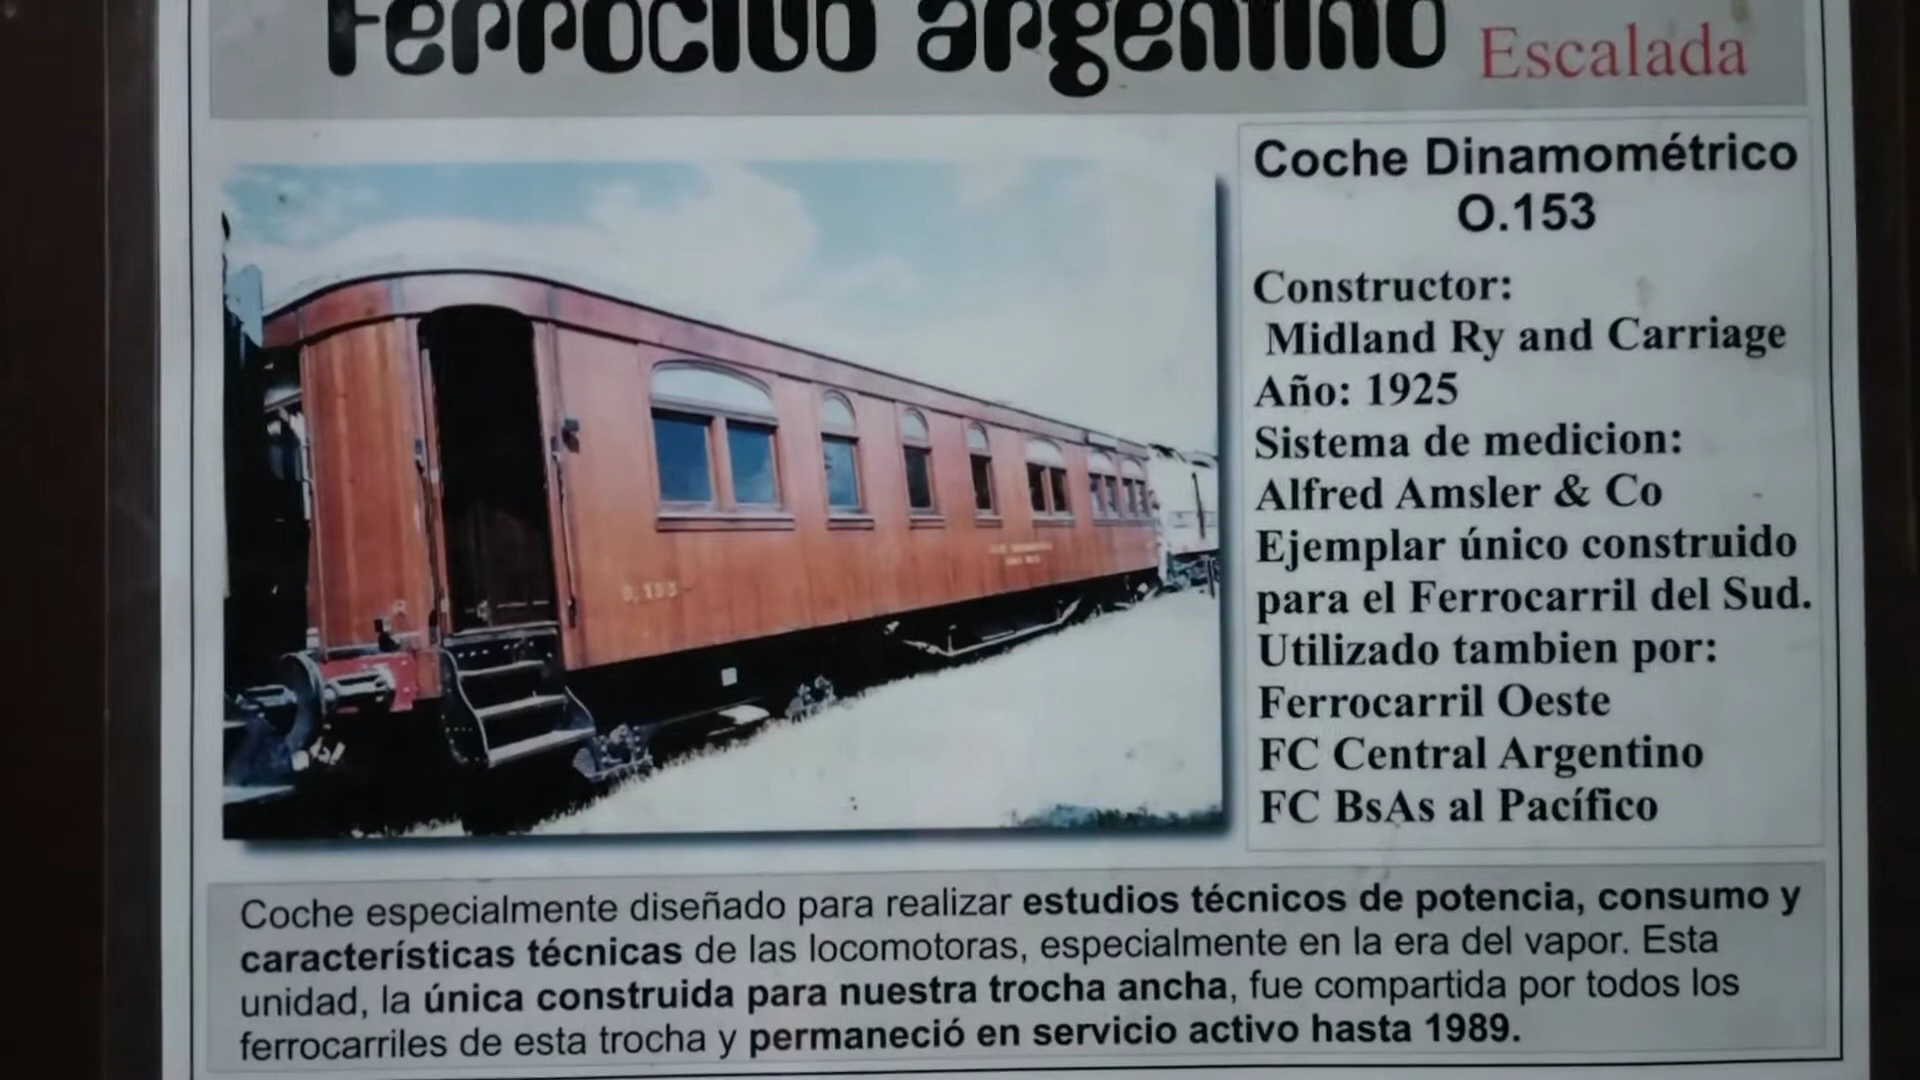 Ferroclub argentino Escalada
Coche Dinamométrico
O.153
Constructor:
Midland Ry and Carriage
Año: 1925
Sistema de medicion:
Alfred Amsler & Co
Ejemplar único construido
para el Ferrocarril del Sud.
Utilizado tambien por:
Ferrocarril Oeste
FC Central Argentino
FC BsAs al Pacífico
O.153
Coche especialmente diseñado para realizar estudios técnicos de potencia, consumo y
características técnicas de las locomotoras, especialmente en la era del vapor. Esta
unidad, la única construida para nuestra trocha ancha, fue compartida por todos los
ferrocarriles de esta trocha y permaneció en servicio activo hasta 1989.